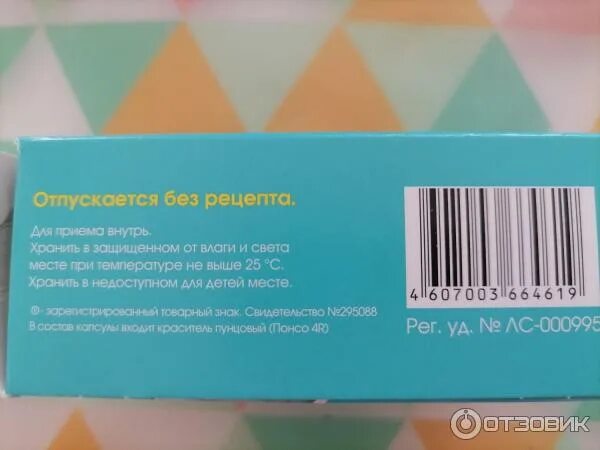 Отпускается без рецепта.
Для приема внутрь.
Хранить в защищенном от влаги и света
месте при температуре не выше 25 °С.
Хранить в недоступном для детей месте.
®- зарегистрированный товарный знак. Свидетельство №295088
В состав капсулы входит краситель пунцовый (Понсо 4R)
4 607003 664619
Рег. уд. № ЛС-000995
ОТЗОВИК